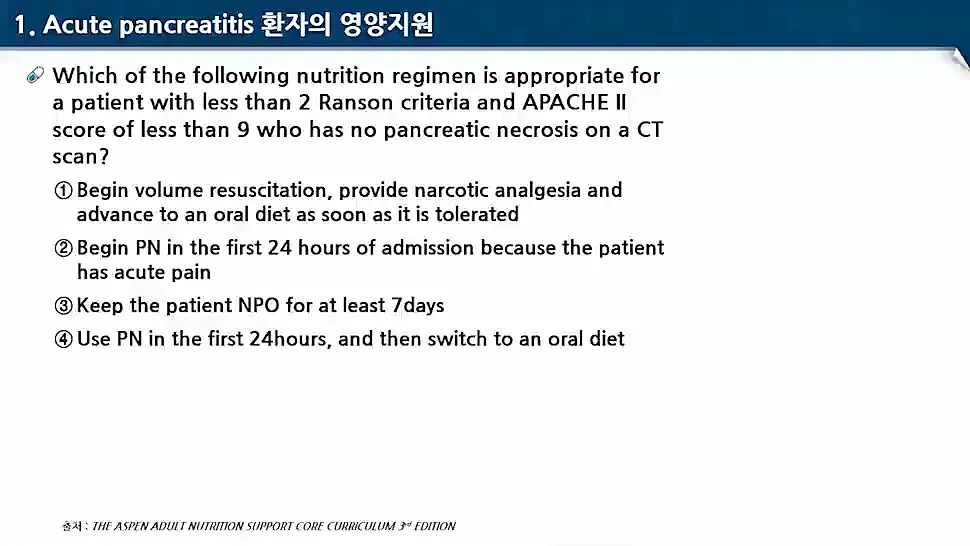 1. Acute pancreatitis 환자의 영양지원
Which of the following nutrition regimen is appropriate for
a patient with less than 2 Ranson criteria and APACHE II
score of less than 9 who has no pancreatic necrosis on a CT
scan?
① Begin volume resuscitation, provide narcotic analgesia and
advance to an oral diet as soon as it is tolerated
② Begin PN in the first 24 hours of admission because the patient
has acute pain
③ Keep the patient NPO for at least 7days
④ Use PN in the first 24hours, and then switch to an oral diet
출처 : THE ASPEN ADULT NUTRITION SUPPORT CORE CURRICULUM 3rd EDITION